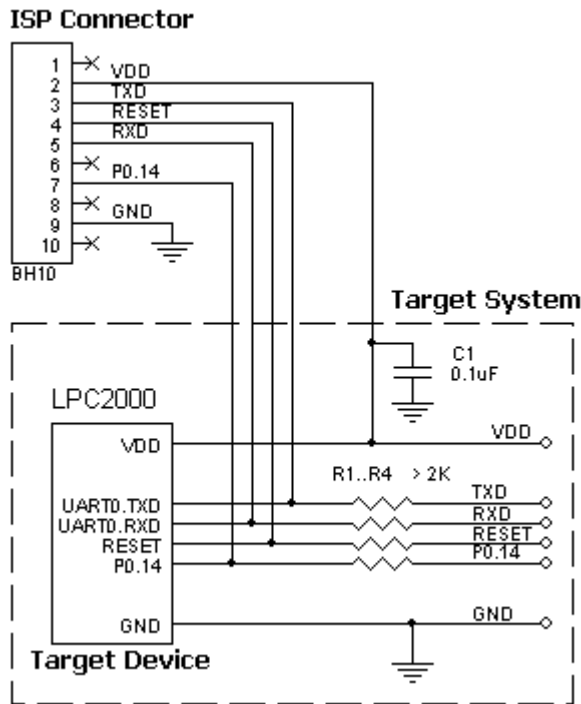 ISP Connector
1
2
3
4
5
6
7
8
9
10
VDD
TXD
RESET
RXD
P0.14
GND
BH10
Target System
C1
0.1uF
LPC2000
VDD
VDD
R1..R4 > 2K
UART0.TXD
TXD
UART0.RXD
RXD
RESET
RESET
P0.14
P0.14
GND
GND
Target Device